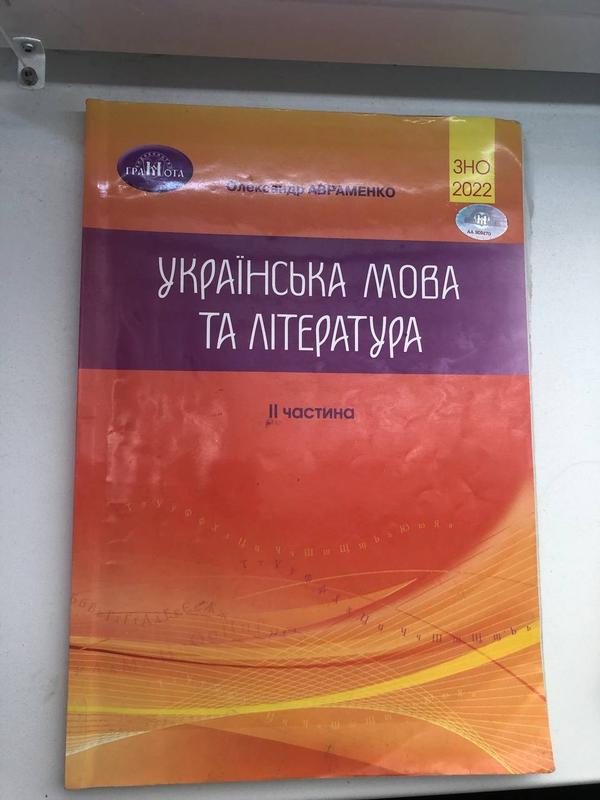 ГРАМОТА
Олександр АВРАМЕНКО
ЗНО
2022
УКРАЇНСЬКА МОВА
ТА ЛІТЕРАТУРА
ІІ частина